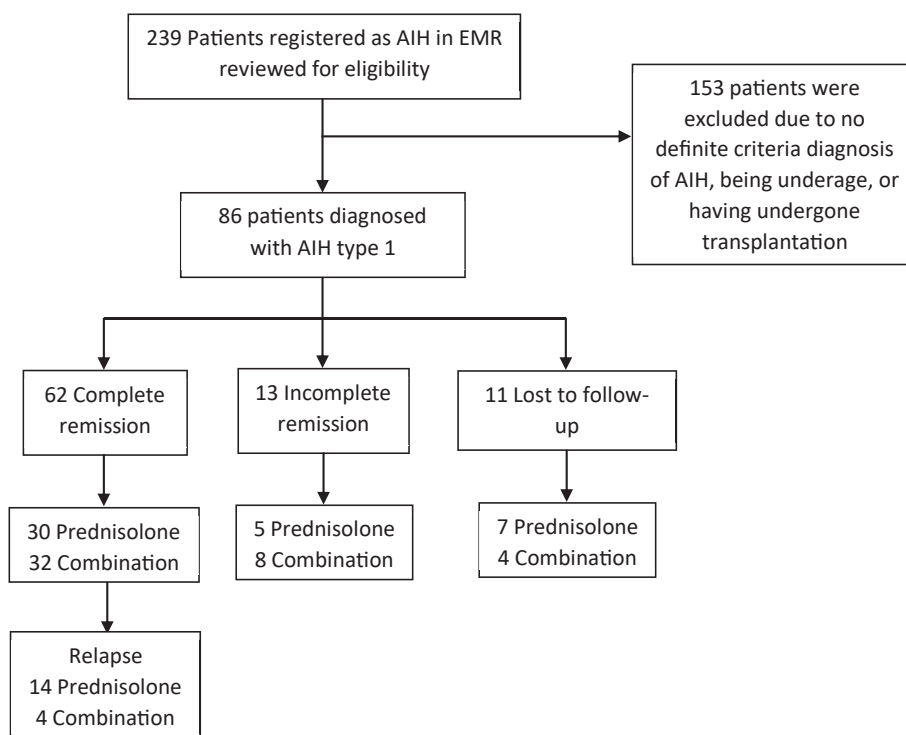 239 Patients registered as AIH in EMR
reviewed for eligibility
153 patients were
excluded due to no
definite criteria diagnosis
of AIH, being underage, or
having undergone
transplantation
86 patients diagnosed
with AIH type 1
62 Complete
remission
13 Incomplete
remission
11 Lost to follow-
up
30 Prednisolone
32 Combination
5 Prednisolone
8 Combination
7 Prednisolone
4 Combination
Relapse
14 Prednisolone
4 Combination